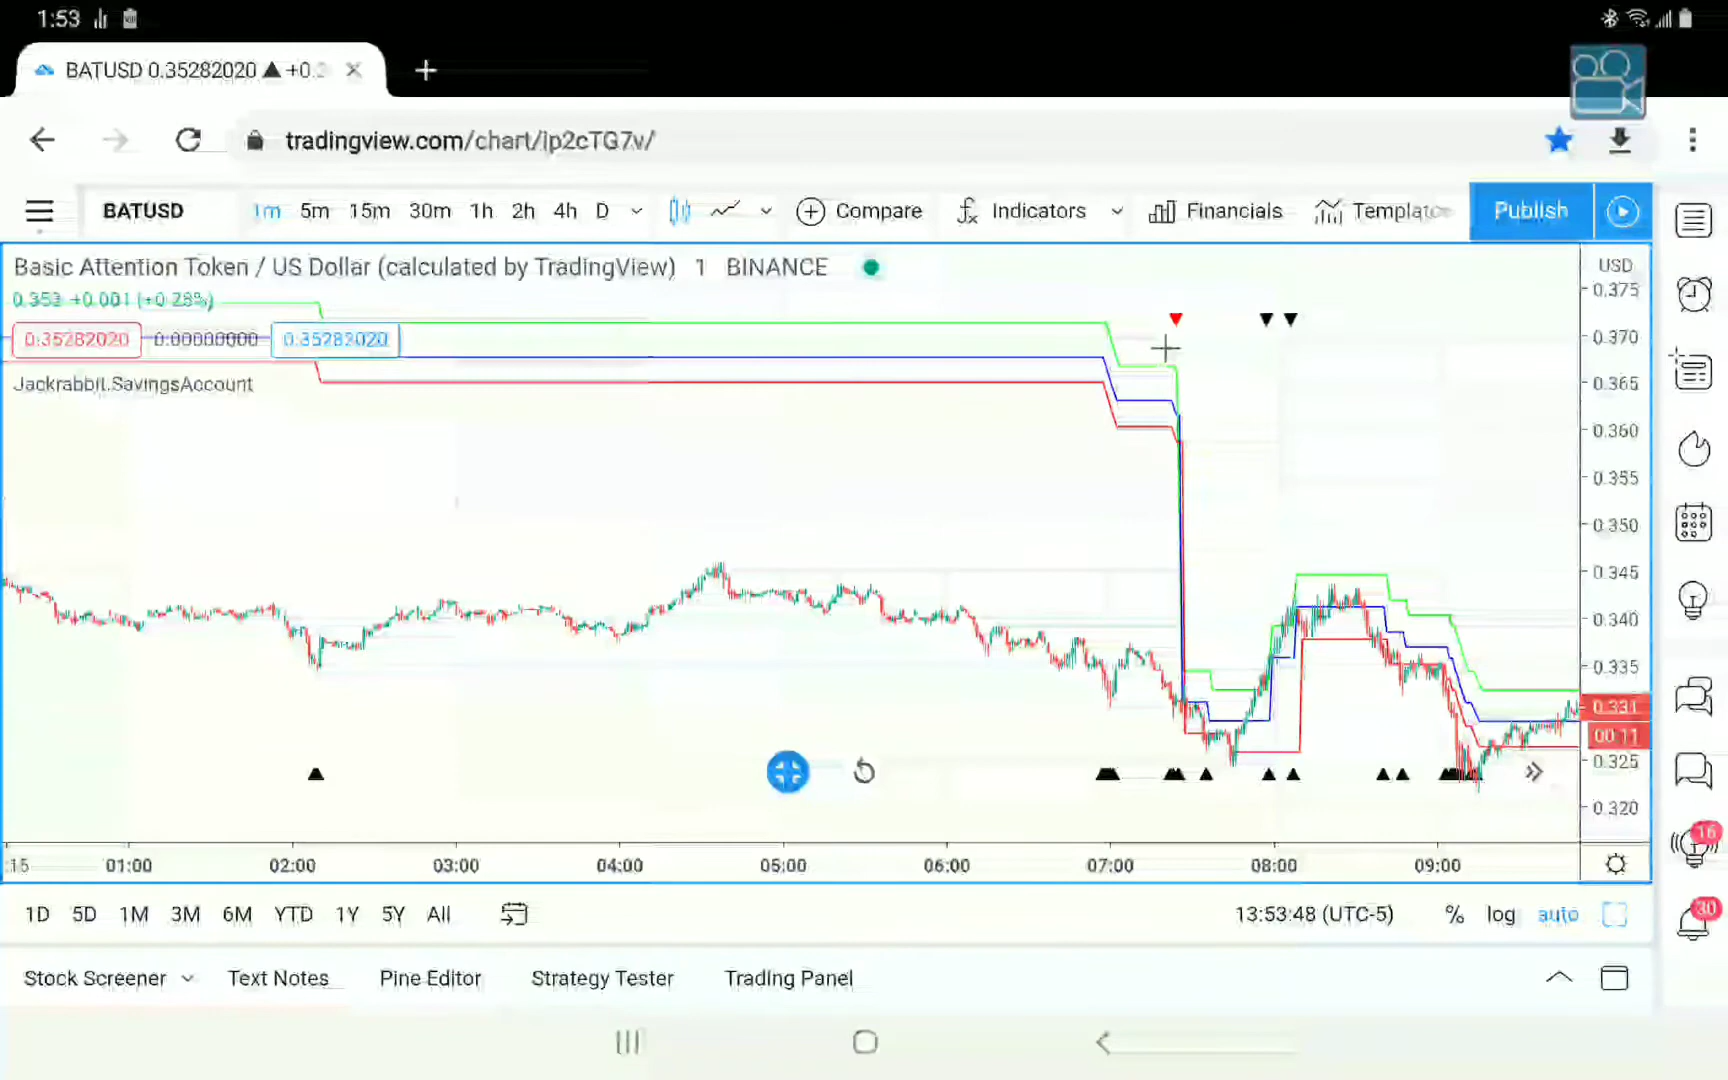 1:53
BATUSD 0.35282020 ▲ +0.2
tradingview.com/chart/ip2cTG7v/
BATUSD 1m 5m 15m 30m 1h 2h 4h D Compare Indicators Financials Template Publish
Basic Attention Token / US Dollar (calculated by TradingView) 1 BINANCE
USD
0.353 +0.001 (+0.28%)
0.35282020 0.00000000 0.35282020
Jackrabbit.SavingsAccount
0.375
0.370
0.365
0.360
0.355
0.350
0.345
0.340
0.335
0.331
00:11
0.325
0.320
:15 01:00 02:00 03:00 04:00 05:00 06:00 07:00 08:00 09:00
16
30
1D 5D 1M 3M 6M YTD 1Y 5Y All 13:53:48 (UTC-5) % log auto
Stock Screener Text Notes Pine Editor Strategy Tester Trading Panel